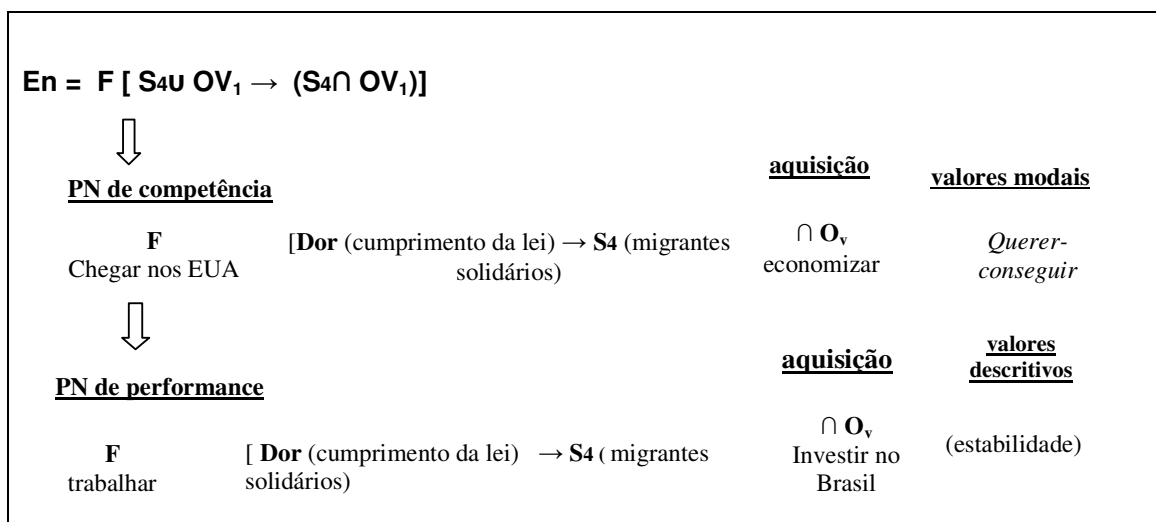 En = F [ S4U OV₁ → (S4∩ OV₁)]
aquisição
valores modais
PN de competência
F
Chegar nos EUA
[Dor (cumprimento da lei) → S4 (migrantes
solidários)
∩ Oᵥ
economizar
Querer-
conseguir
aquisição
valores
descritivos
PN de performance
F
trabalhar
[ Dor (cumprimento da lei) → S4 ( migrantes
solidários)
∩ Oᵥ
Investir no
Brasil
(estabilidade)